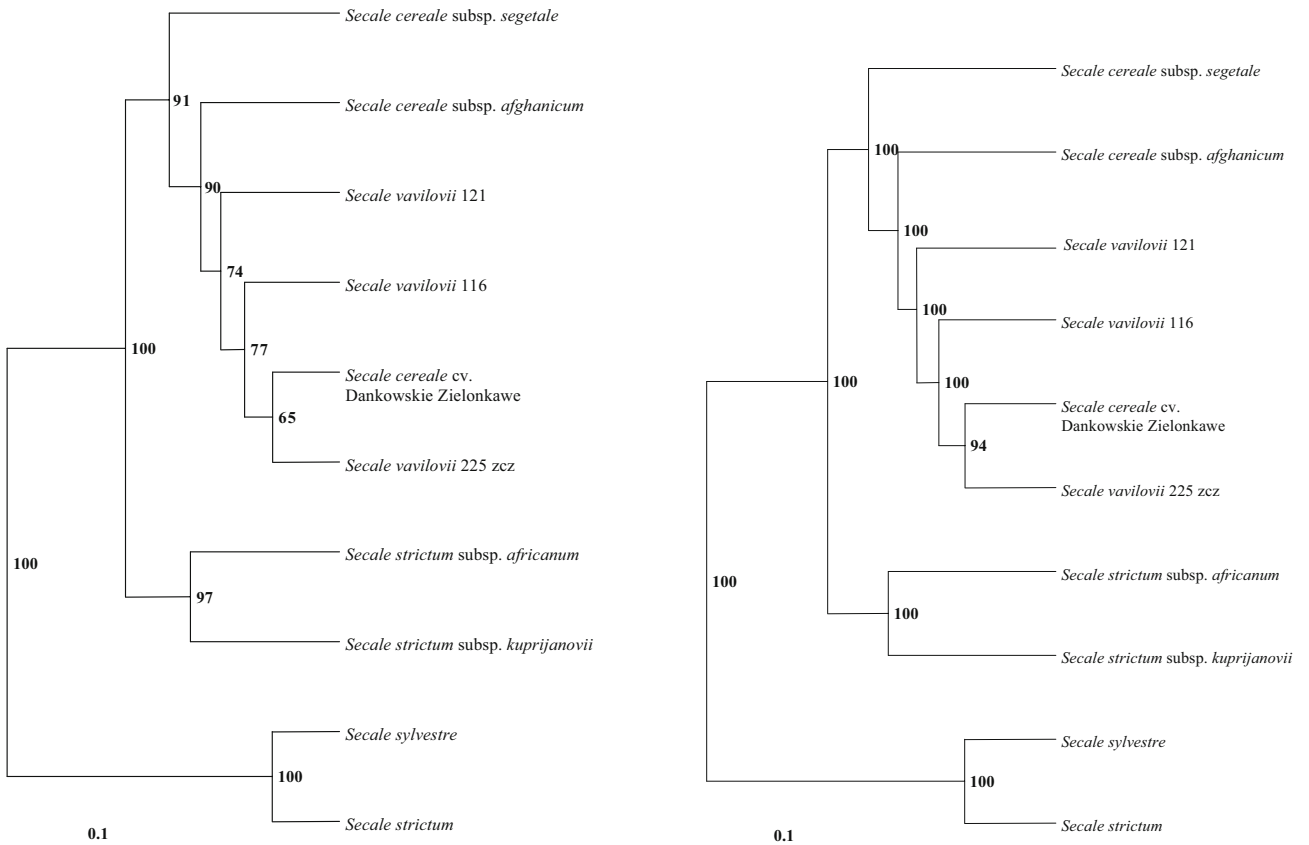 Secale cereale subsp. segetale
91
Secale cereale subsp. afghanicum
90
Secale vavilovii 121
74
Secale vavilovii 116
100
77
Secale cereale cv.
Dankowskie Zielonkawe
65
Secale vavilovii 225 zcz
Secale strictum subsp. africanum
100
97
Secale strictum subsp. kuprijanovii
Secale sylvestre
100
Secale strictum
0.1
Secale cereale subsp. segetale
100
Secale cereale subsp. afghanicum
100
Secale vavilovii 121
100
Secale vavilovii 116
100
100
Secale cereale cv.
Dankowskie Zielonkawe
94
Secale vavilovii 225 zcz
Secale strictum subsp. africanum
100
100
Secale strictum subsp. kuprijanovii
Secale sylvestre
100
Secale strictum
0.1